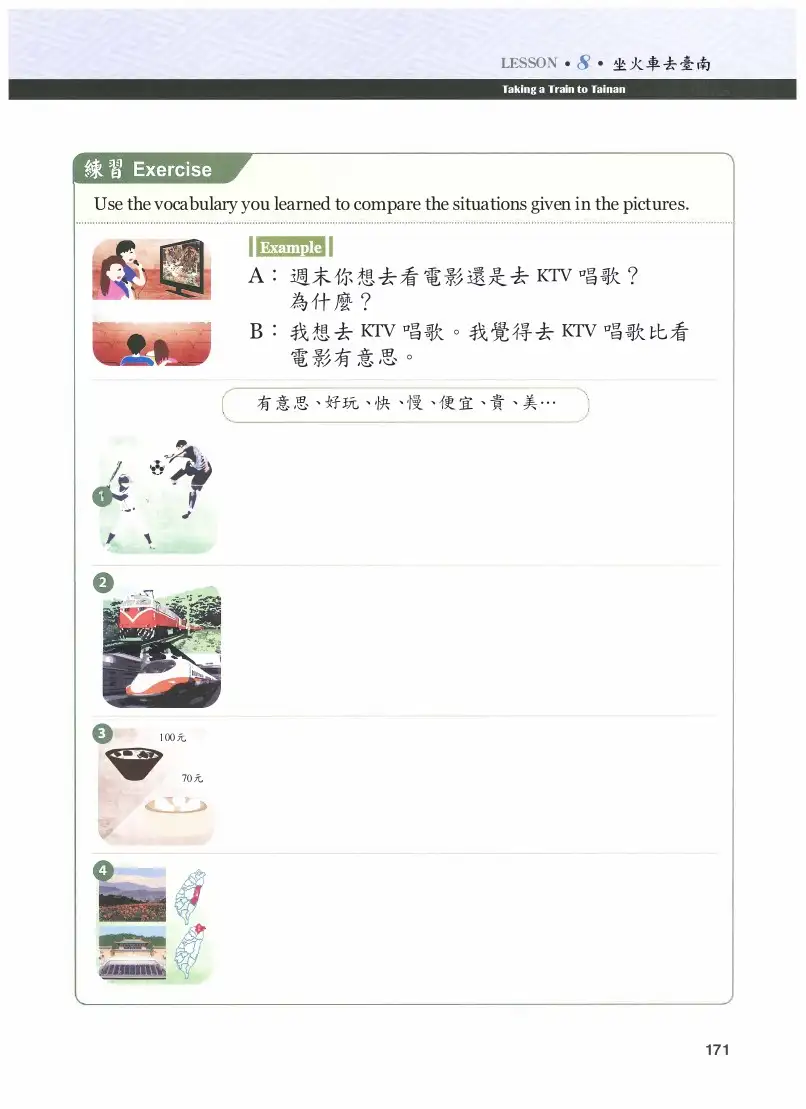 LESSON • 8 • 坐火車去臺南
Taking a Train to Tainan
練習 Exercise
Use the vocabulary you learned to compare the situations given in the pictures.
Example
A：週末你想去看電影還是去 KTV 唱歌？
為什麼？
B：我想去 KTV 唱歌。我覺得去 KTV 唱歌比看
電影有意思。
有意思、好玩、快、慢、便宜、貴、美…
1
2
3
100元
70元
4
171